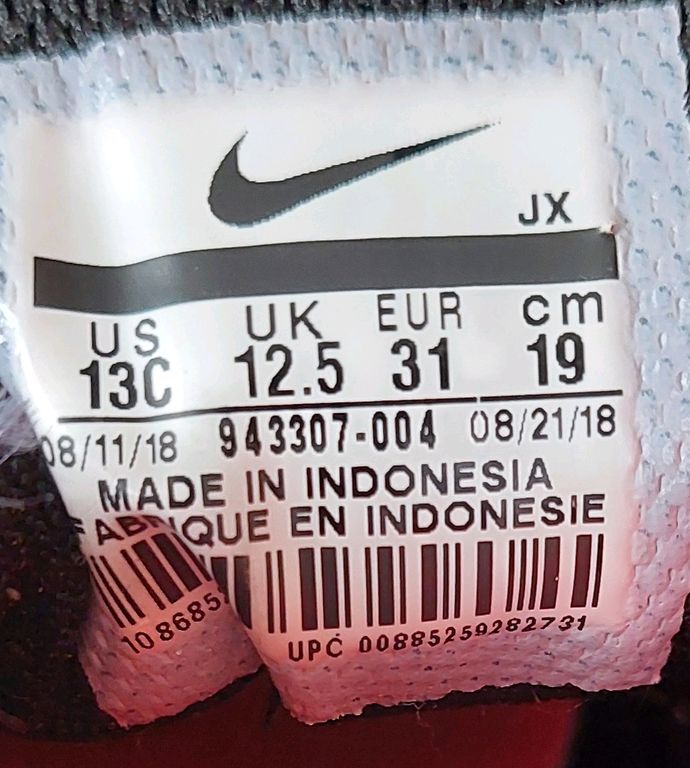 JX
US UK EUR cm
13C 12.5 31 19
08/11/18 943307-004 08/21/18
MADE IN INDONESIA
FABRIQUE EN INDONESIE
108685
UPC 00885259282731